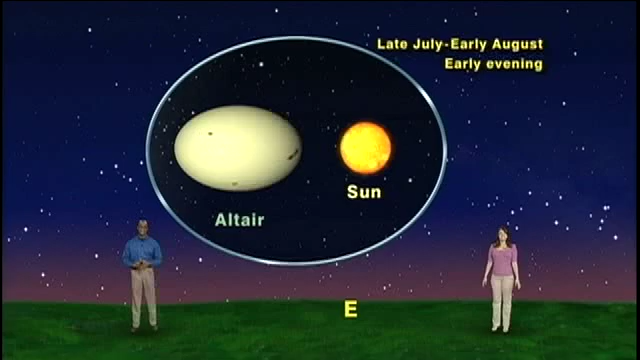 Late July-Early August
Early evening
Sun
Altair
E